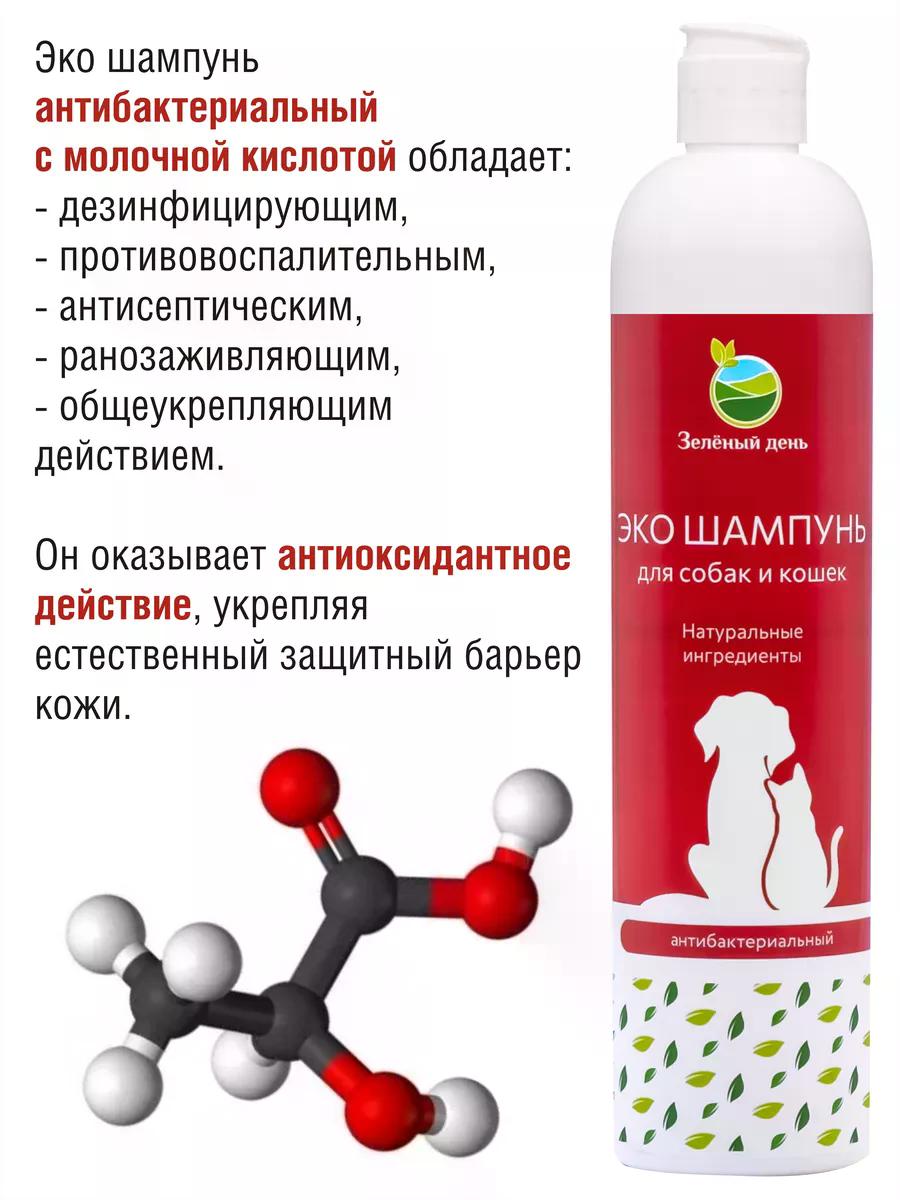 Эко шампунь
антибактериальный
с молочной кислотой обладает:
- дезинфицирующим,
- противовоспалительным,
- антисептическим,
- ранозаживляющим,
- общеукрепляющим
действием.
Он оказывает антиоксидантное
действие, укрепляя
естественный защитный барьер
кожи.
Зелёный день
ЭКО ШАМПУНЬ
для собак и кошек
Натуральные
ингредиенты
антибактериальный